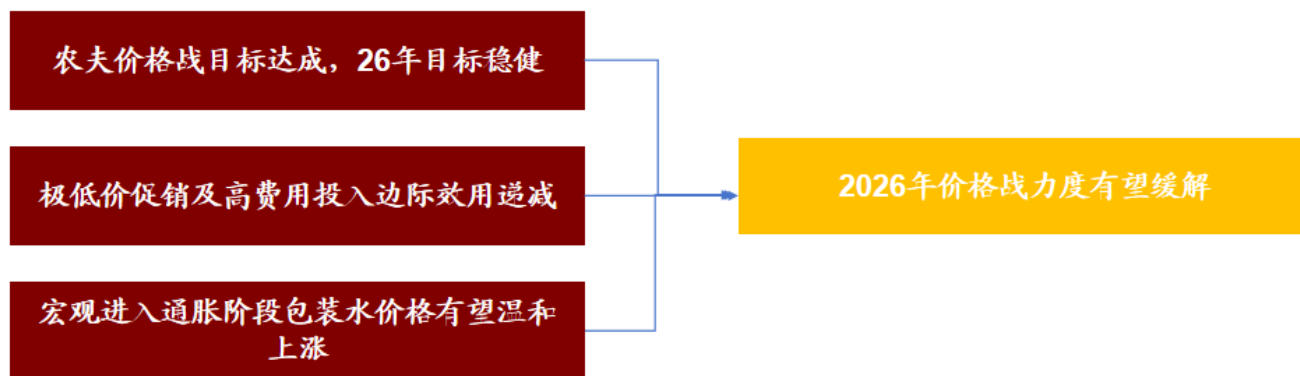 农夫价格战目标达成，26年目标稳健
极低价促销及高费用投入边际效用递减
2026年价格战力度有望缓解
宏观进入通胀阶段包装水价格有望温和
上涨